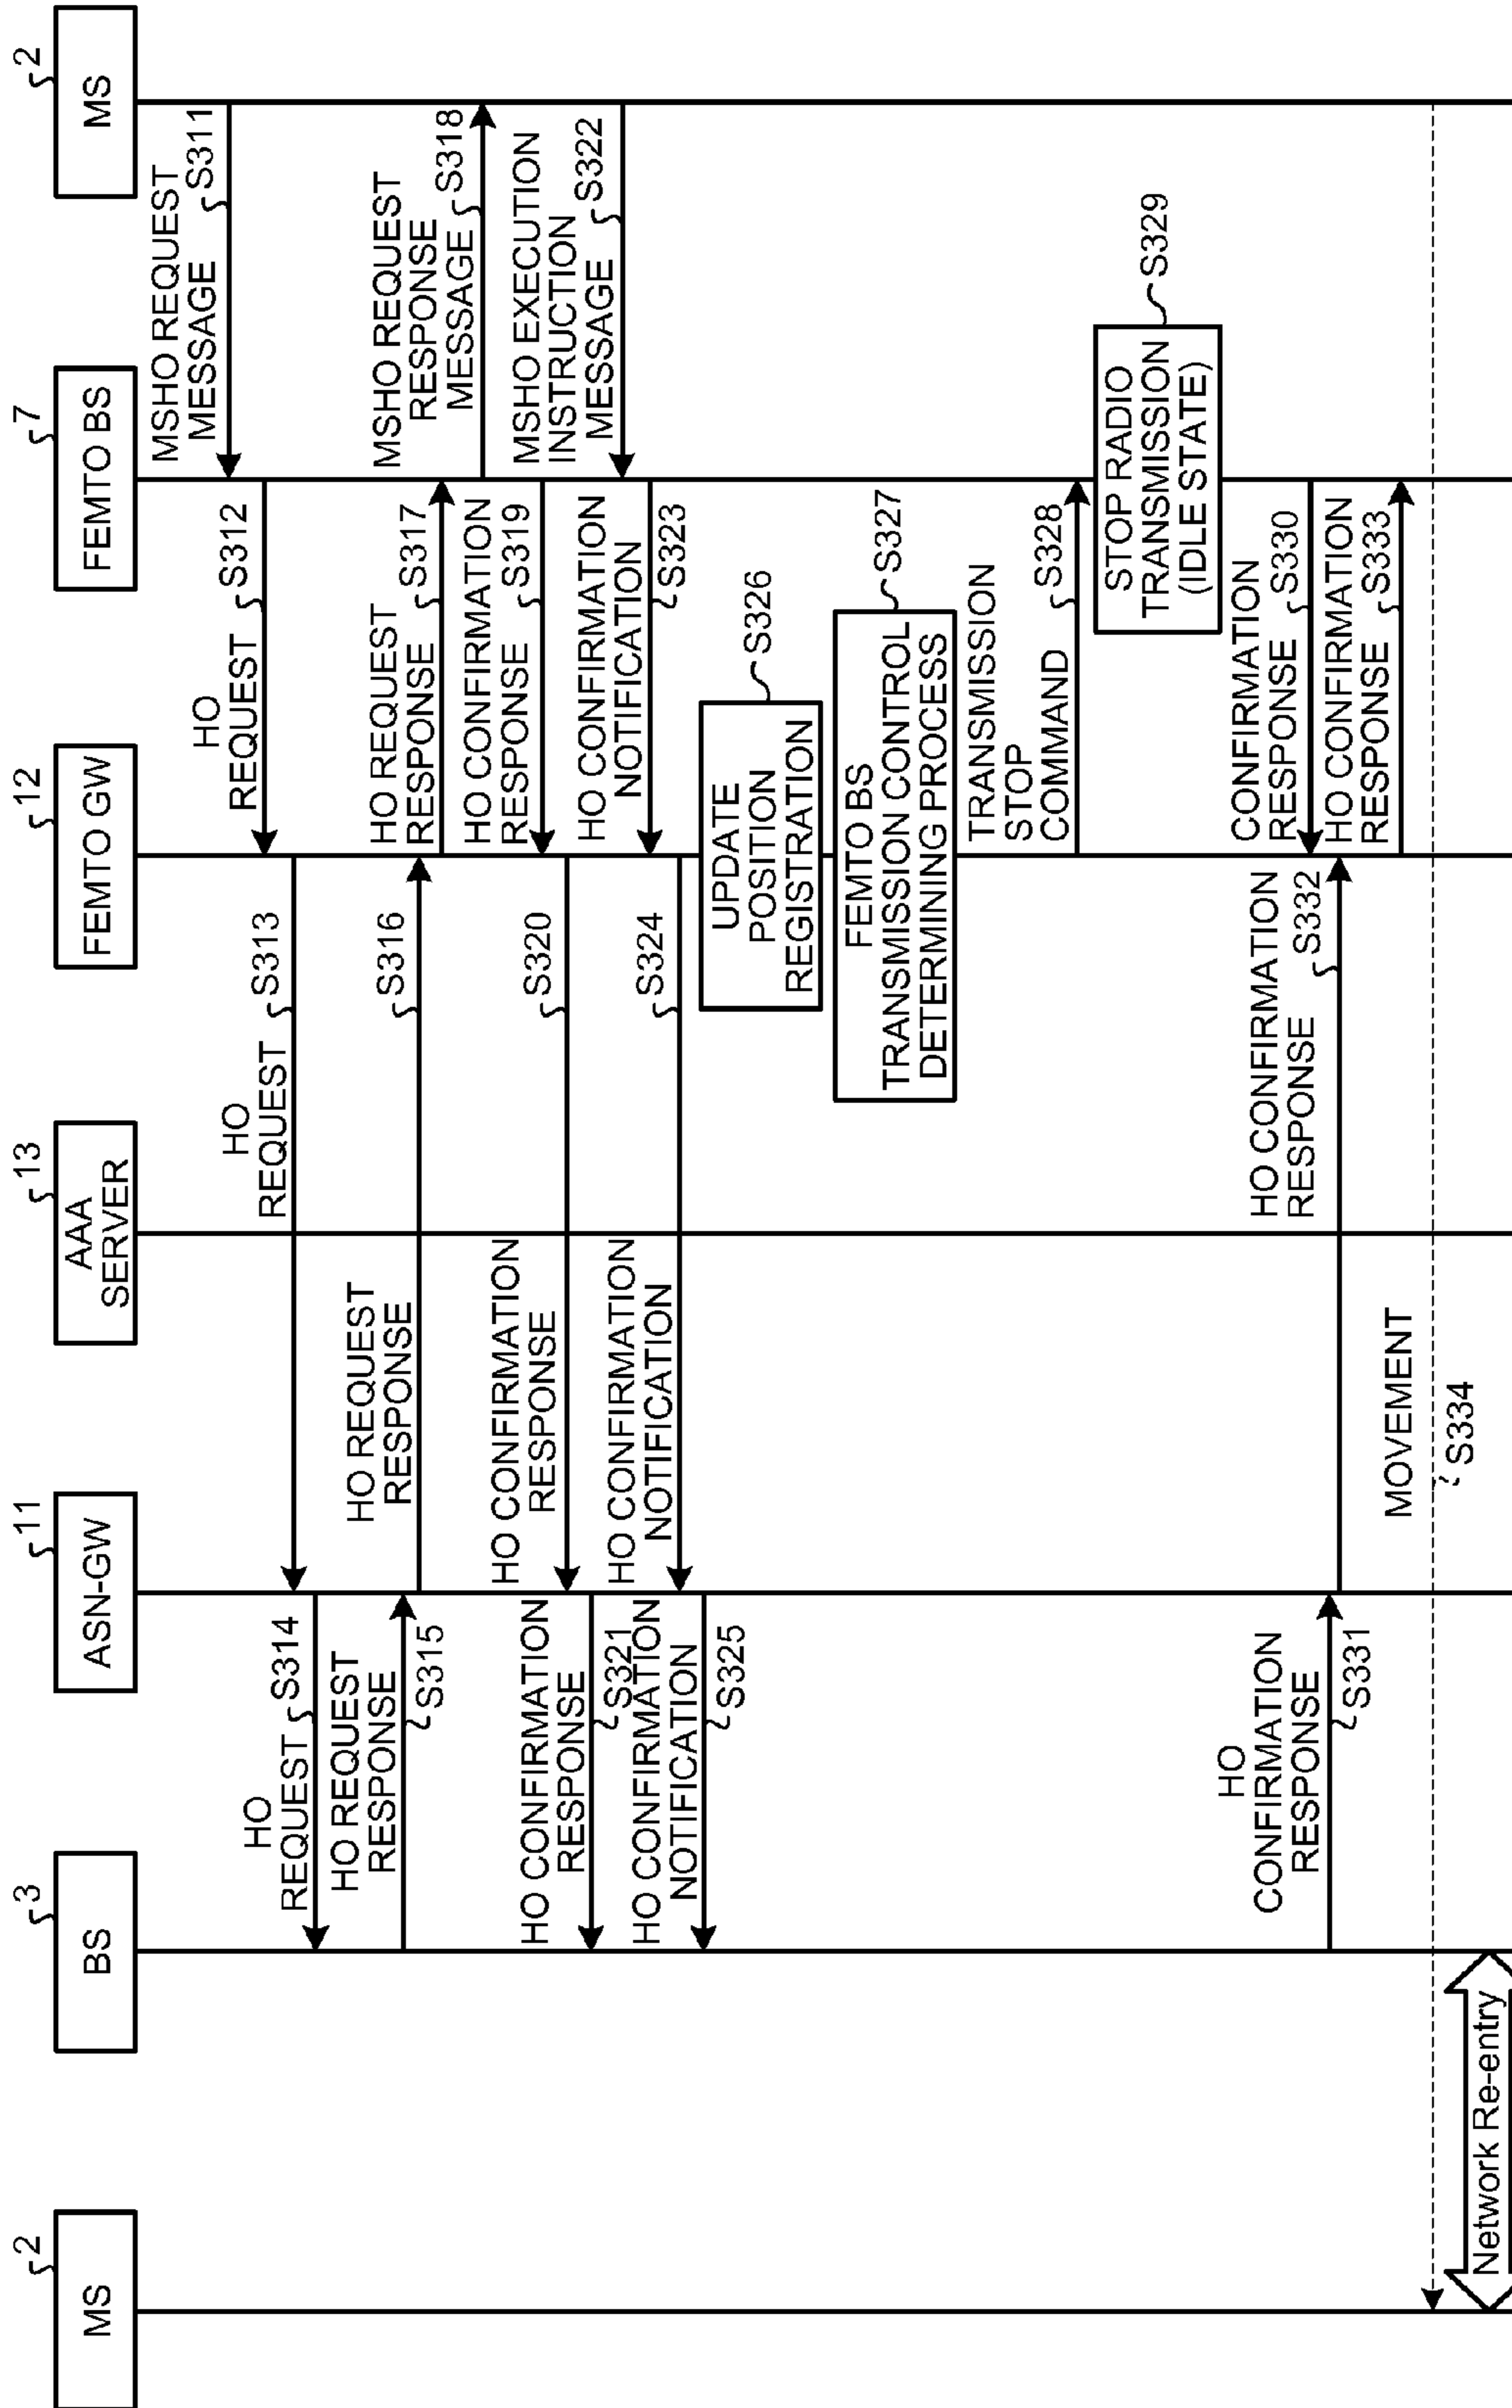 2
MS
3
BS
11
ASN-GW
13
AAA
SERVER
12
FEMTO GW
7
FEMTO BS
2
MS
MSHO REQUEST
MESSAGE
S311
HO
REQUEST
S312
HO
REQUEST
S313
HO
REQUEST
S314
HO REQUEST
RESPONSE
S315
HO REQUEST
RESPONSE
S316
HO REQUEST
RESPONSE
S317
MSHO REQUEST
RESPONSE
MESSAGE
S318
HO CONFIRMATION
RESPONSE
S319
HO CONFIRMATION
RESPONSE
S320
HO CONFIRMATION
RESPONSE
S321
MSHO EXECUTION
INSTRUCTION
MESSAGE
S322
HO CONFIRMATION
NOTIFICATION
S323
HO CONFIRMATION
NOTIFICATION
S324
HO CONFIRMATION
NOTIFICATION
S325
UPDATE
POSITION
REGISTRATION
S326
FEMTO BS
TRANSMISSION CONTROL
DETERMINING PROCESS
S327
TRANSMISSION
STOP
COMMAND
S328
STOP RADIO
TRANSMISSION
(IDLE STATE)
S329
CONFIRMATION
RESPONSE
S330
HO
CONFIRMATION
RESPONSE
S331
HO CONFIRMATION
RESPONSE
S332
HO CONFIRMATION
RESPONSE
S333
MOVEMENT
S334
Network Re-entry